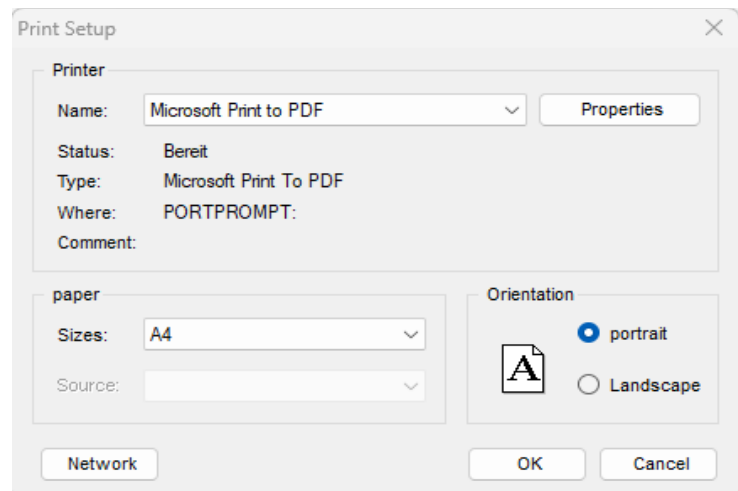 Print Setup
Printer
Name: Microsoft Print to PDF Properties
Status: Bereit
Type: Microsoft Print To PDF
Where: PORTPROMPT:
Comment:
paper
Sizes: A4
Source:
Orientation
A
portrait
Landscape
Network OK Cancel